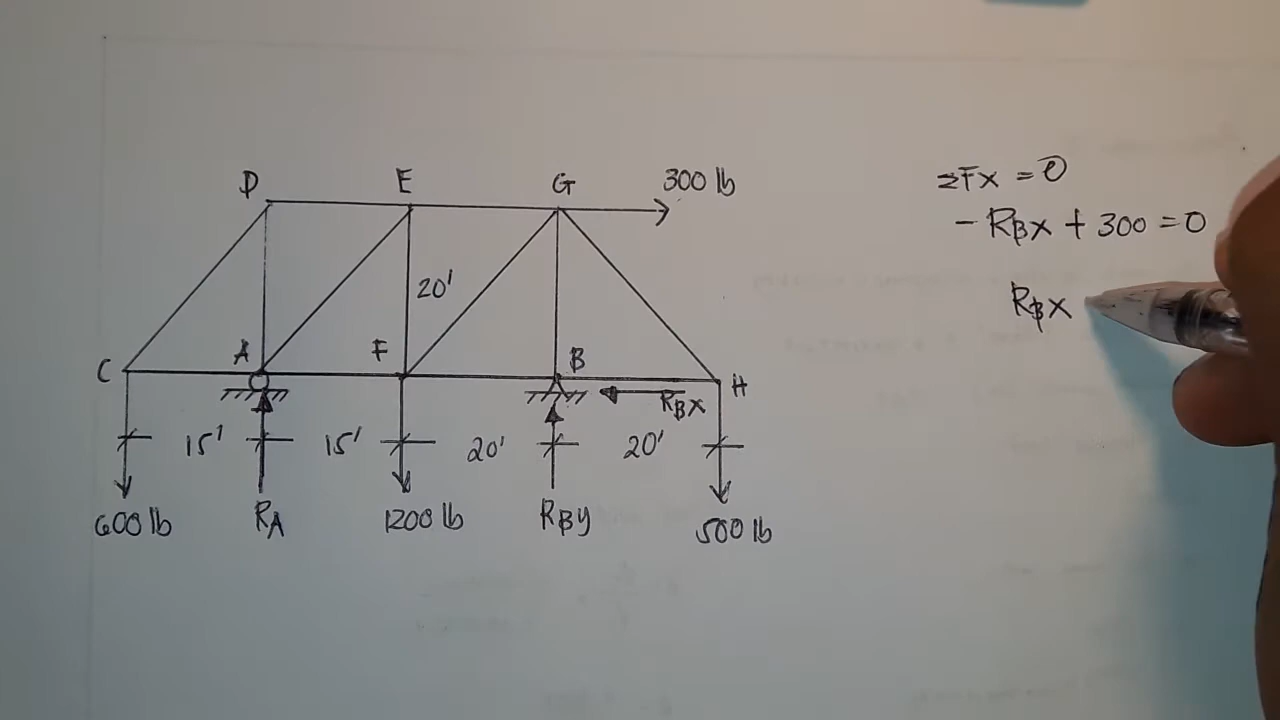 D E G 300 lb
20'
C A F B H
RBX
15' 15' 20' 20'
600 lb RA 1200 lb RBy 500 lb
ΣFx = 0
- RBX + 300 = 0
RBX